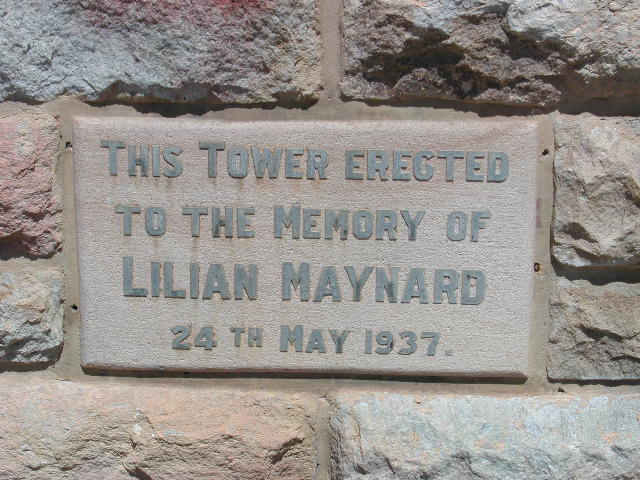 THIS TOWER ERECTED
TO THE MEMORY OF
LILIAN MAYNARD
24 TH MAY 1937.